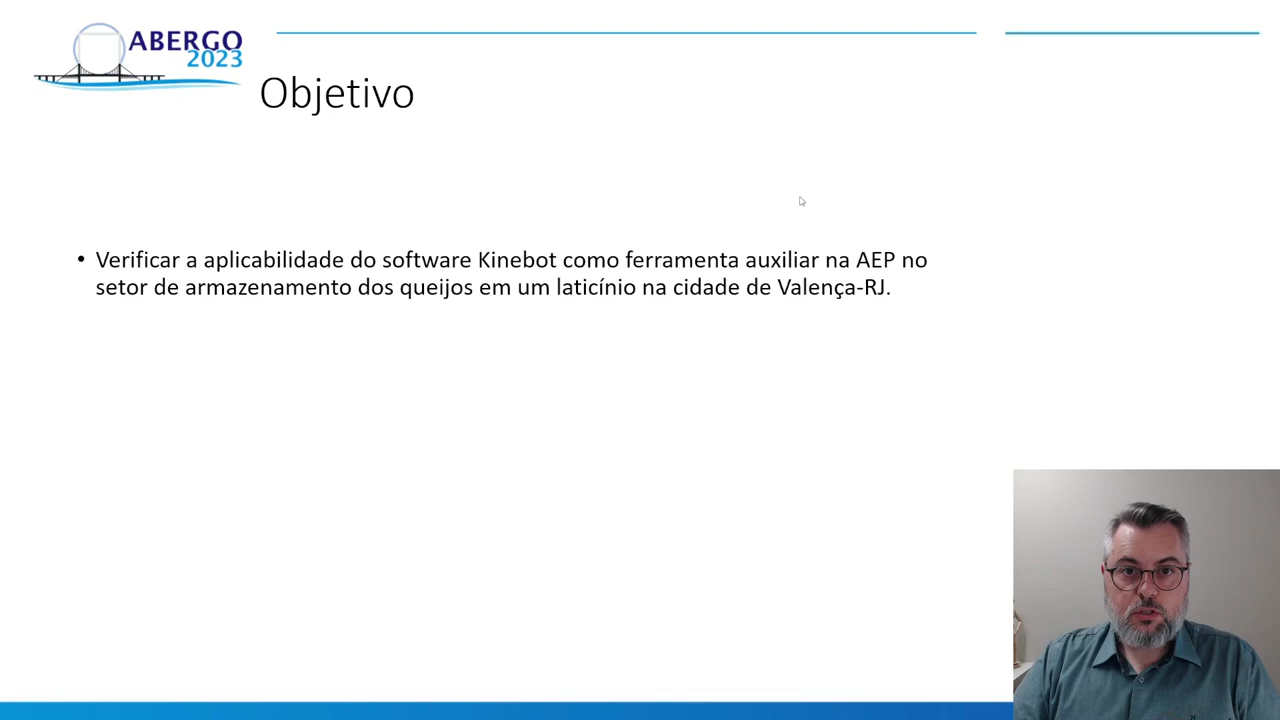 ABERGO
2023
Objetivo
• Verificar a aplicabilidade do software Kinebot como ferramenta auxiliar na AEP no
setor de armazenamento dos queijos em um laticínio na cidade de Valença-RJ.